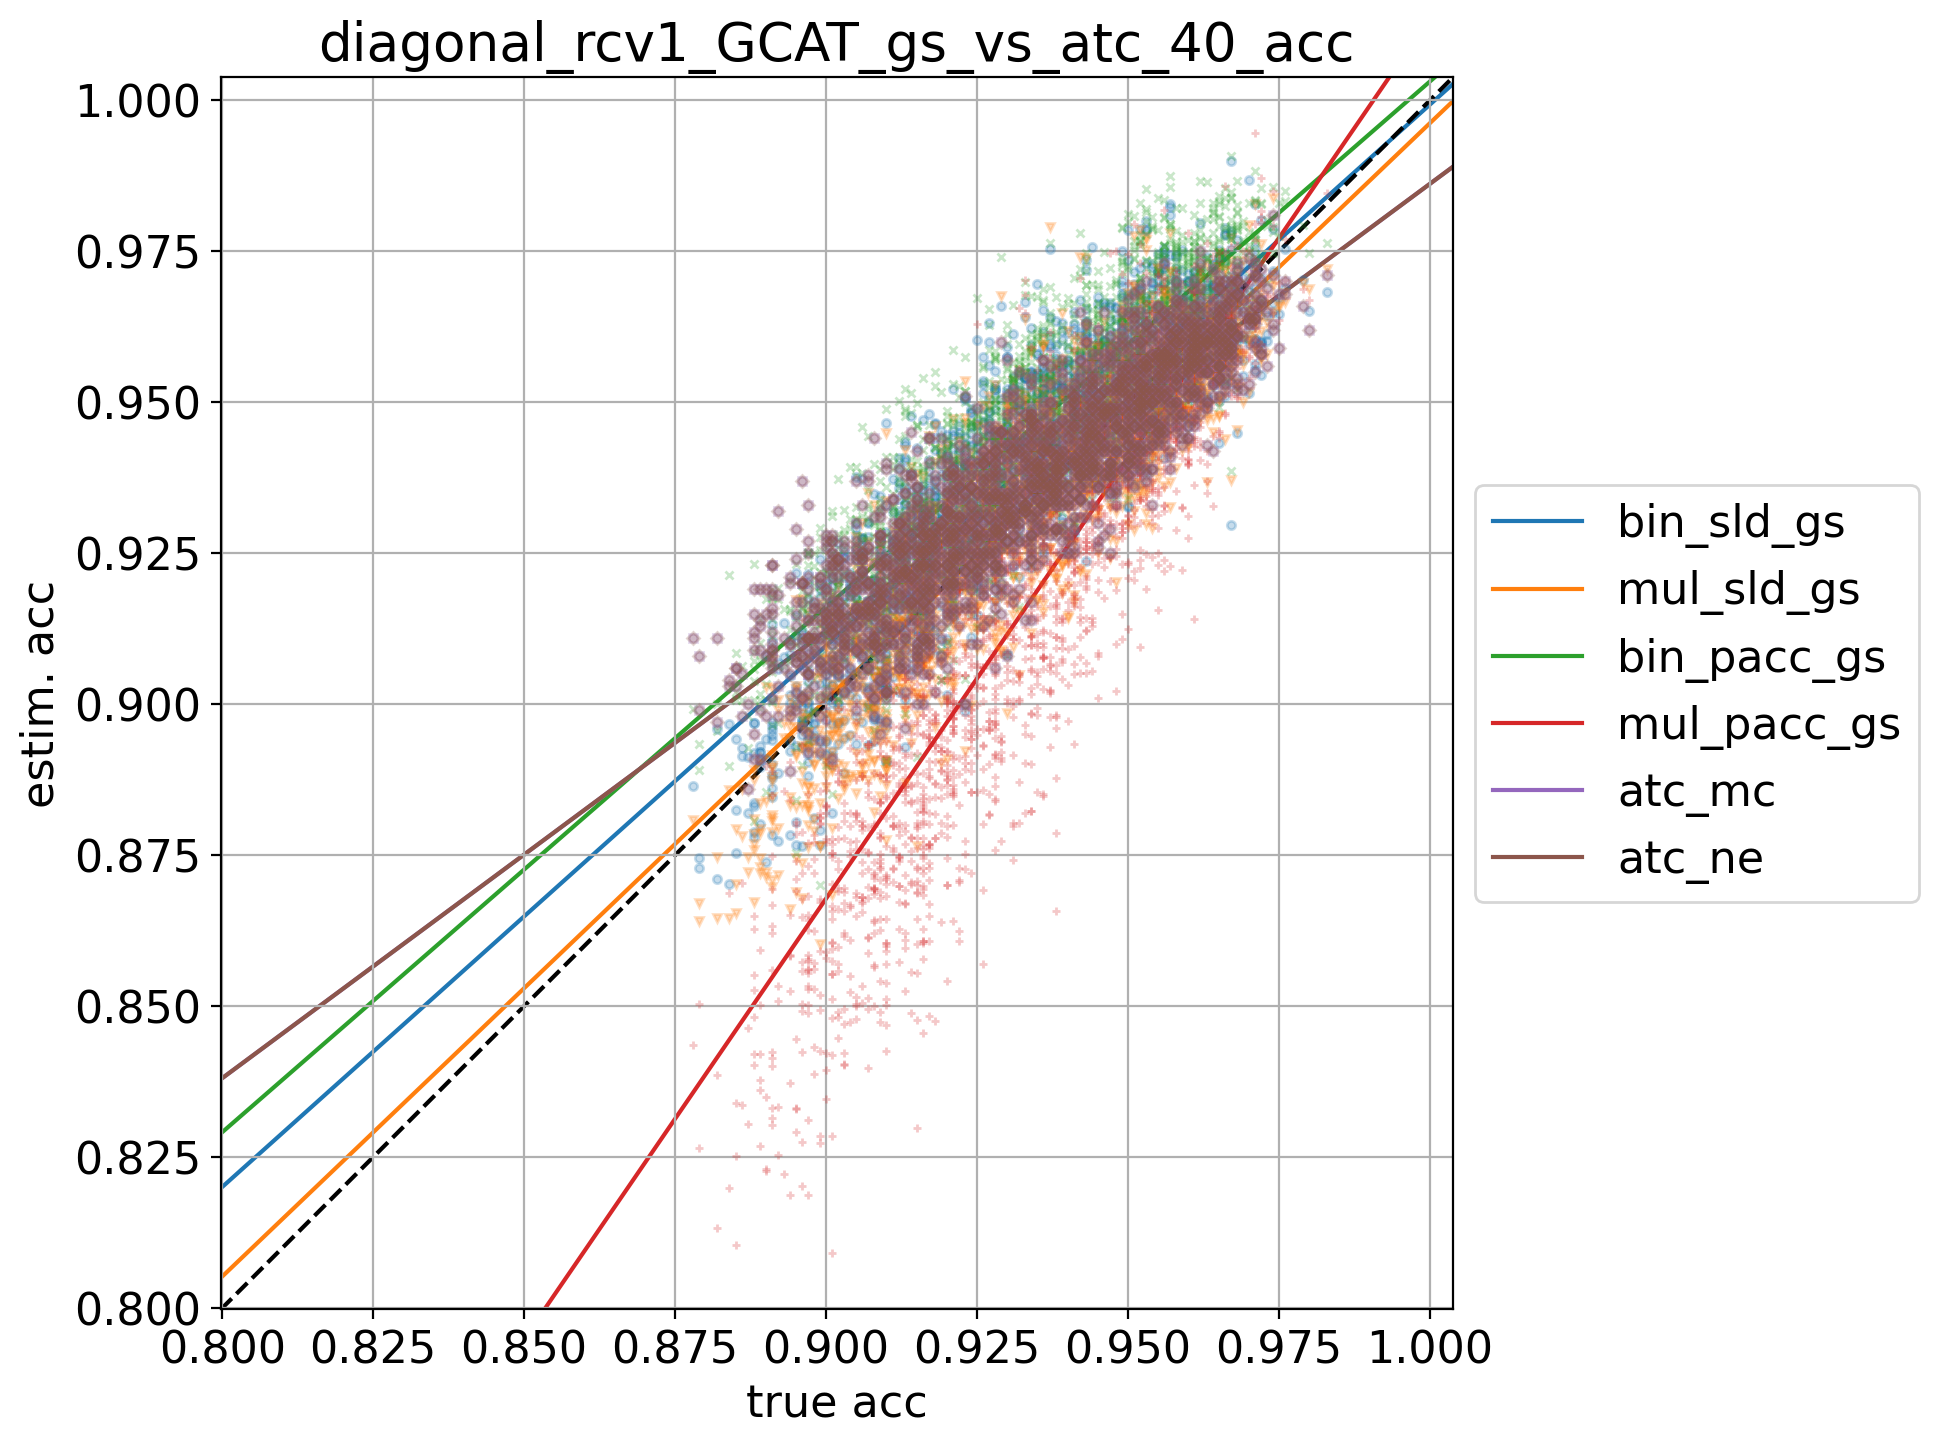 diagonal_rcv1_GCAT_gs_vs_atc_40_acc
1.000
0.975
0.950
0.925
0.900
0.875
0.850
0.825
0.800
estim. acc
0.800 0.825 0.850 0.875 0.900 0.925 0.950 0.975 1.000
true acc
bin_sld_gs
mul_sld_gs
bin_pacc_gs
mul_pacc_gs
atc_mc
atc_ne